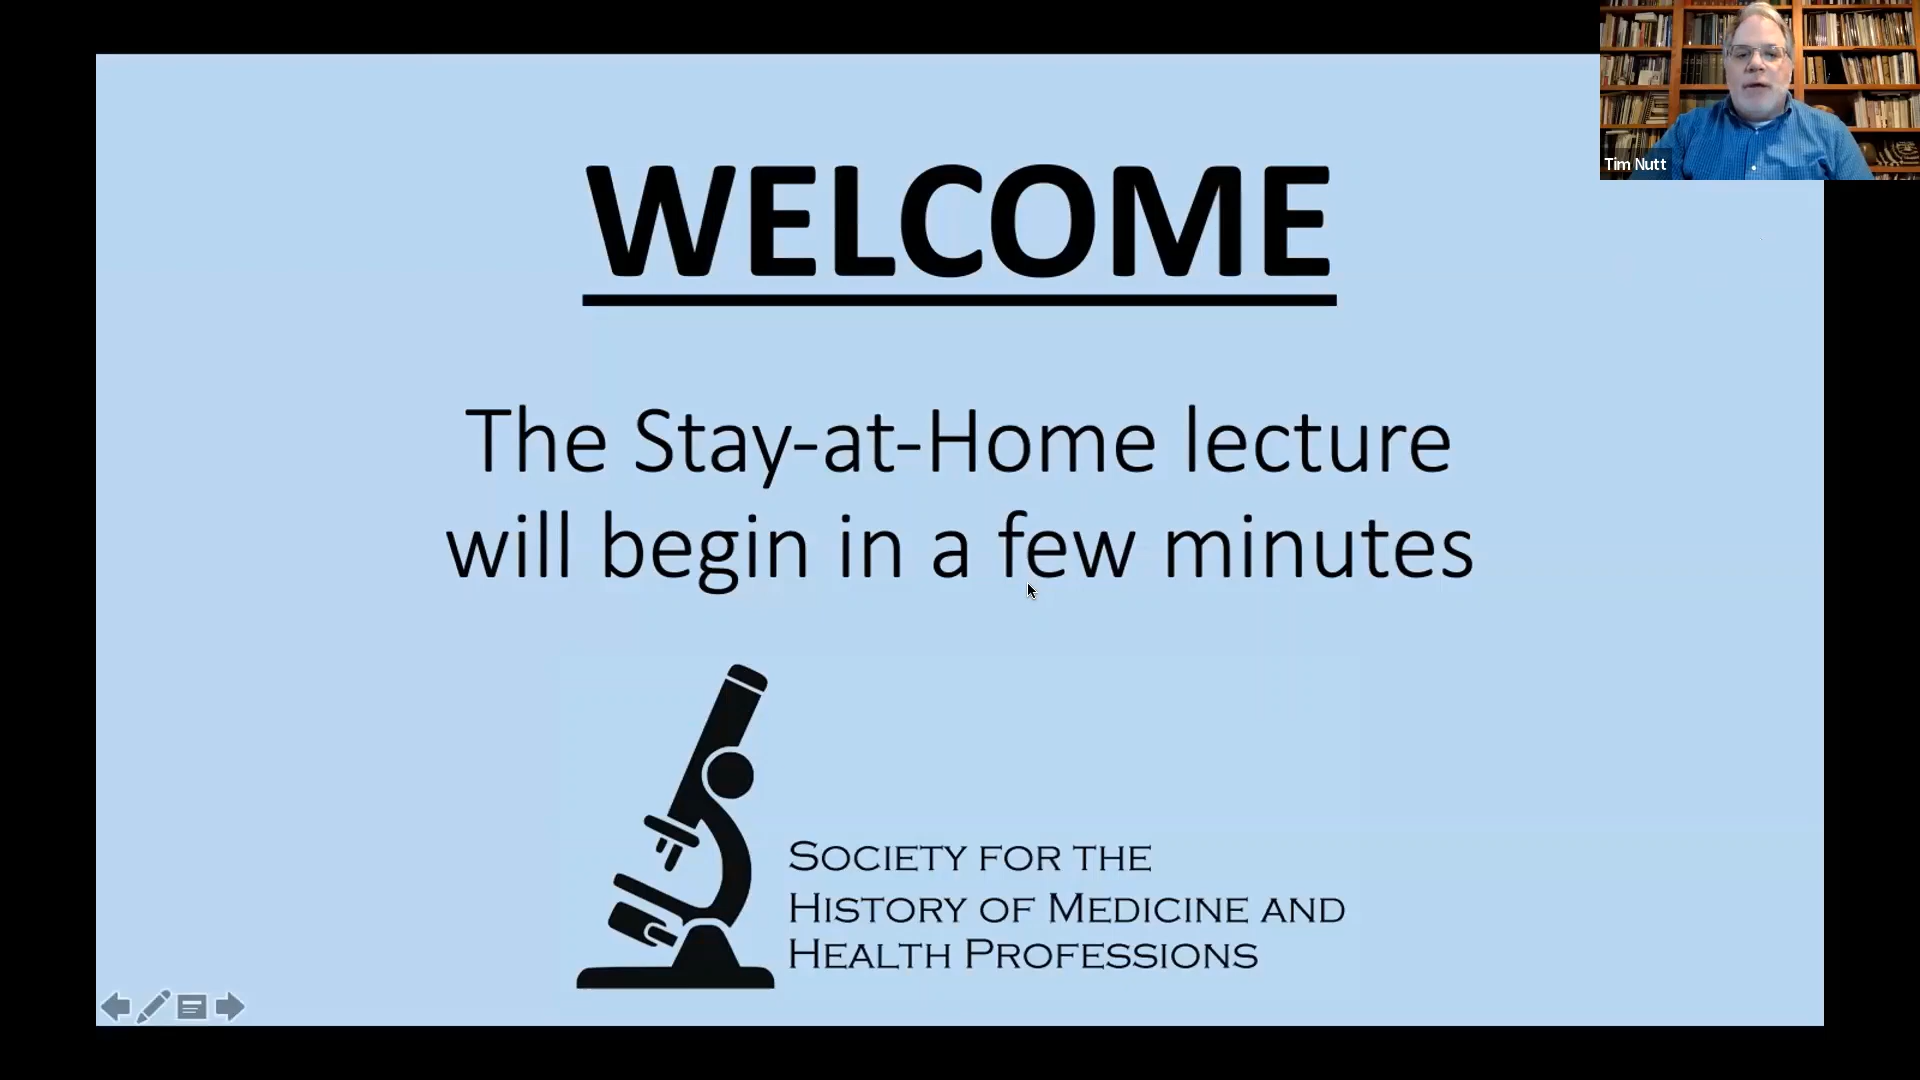 Tim Nutt
WELCOME
The Stay-at-Home lecture
will begin in a few minutes
SOCIETY FOR THE
HISTORY OF MEDICINE AND
HEALTH PROFESSIONS